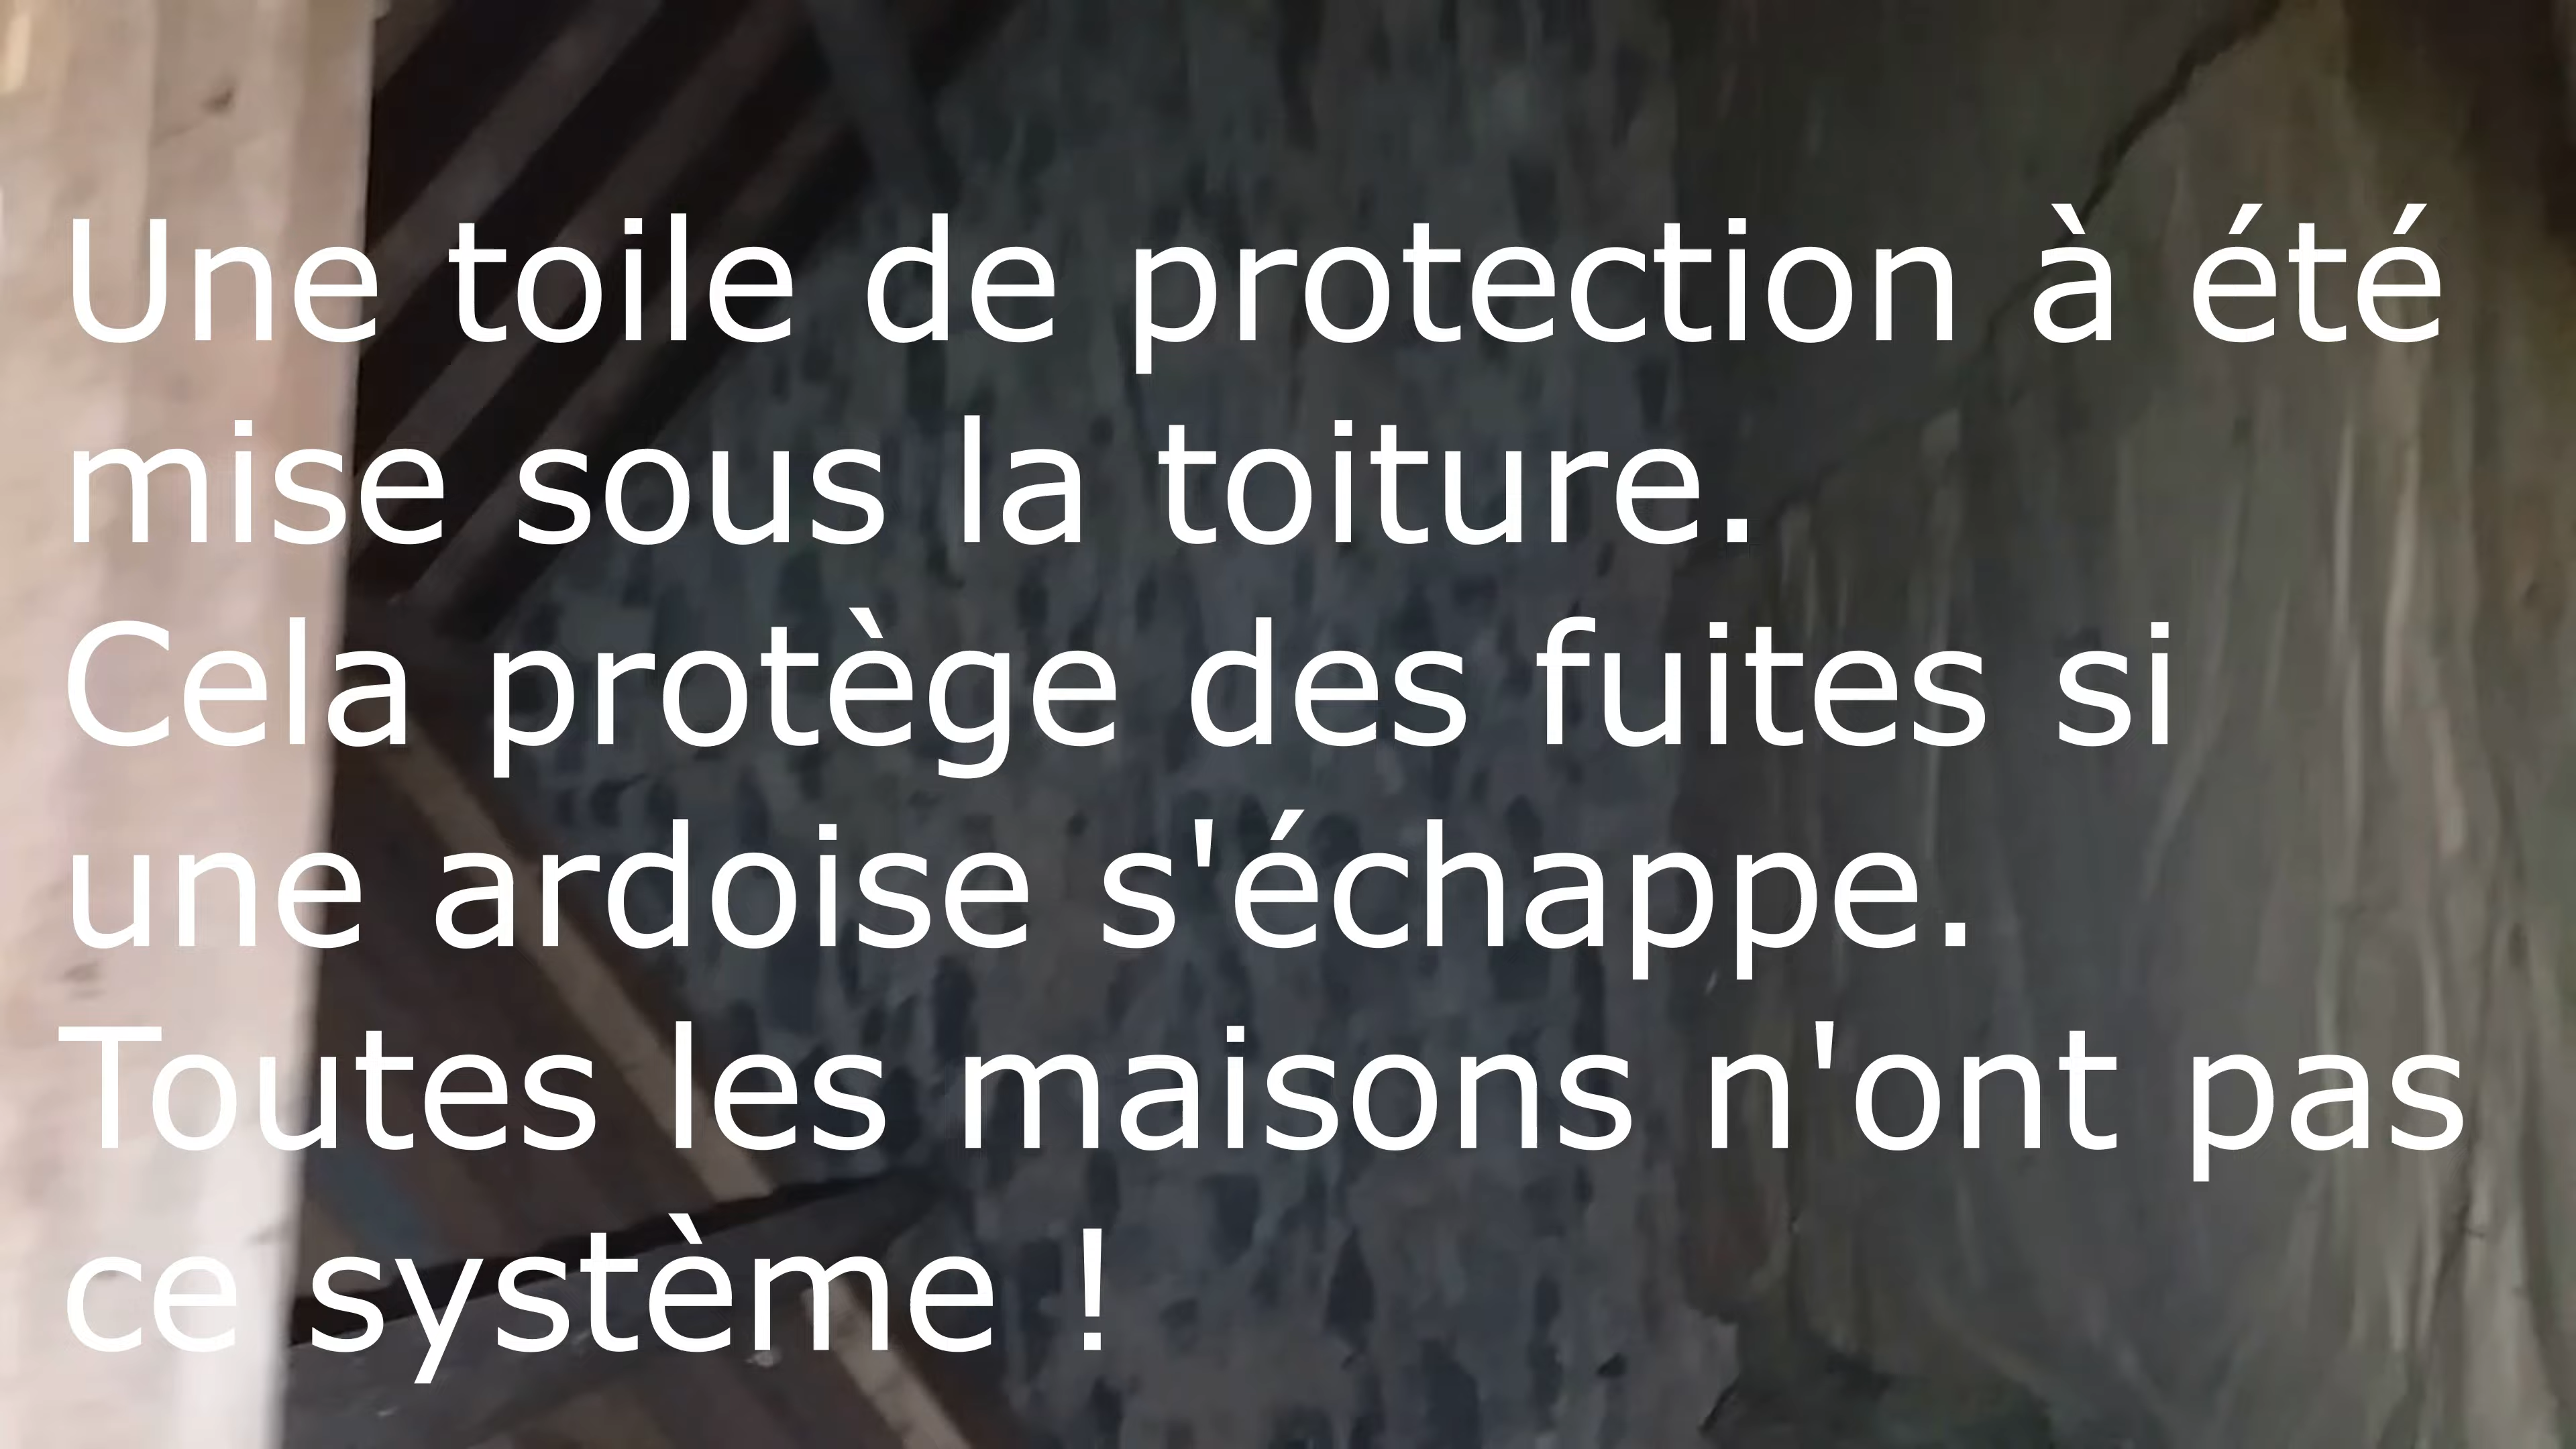 Une toile de protection à été
mise sous la toiture.
Cela protège des fuites si
une ardoise s'échappe.
Toutes les maisons n'ont pas
ce système !